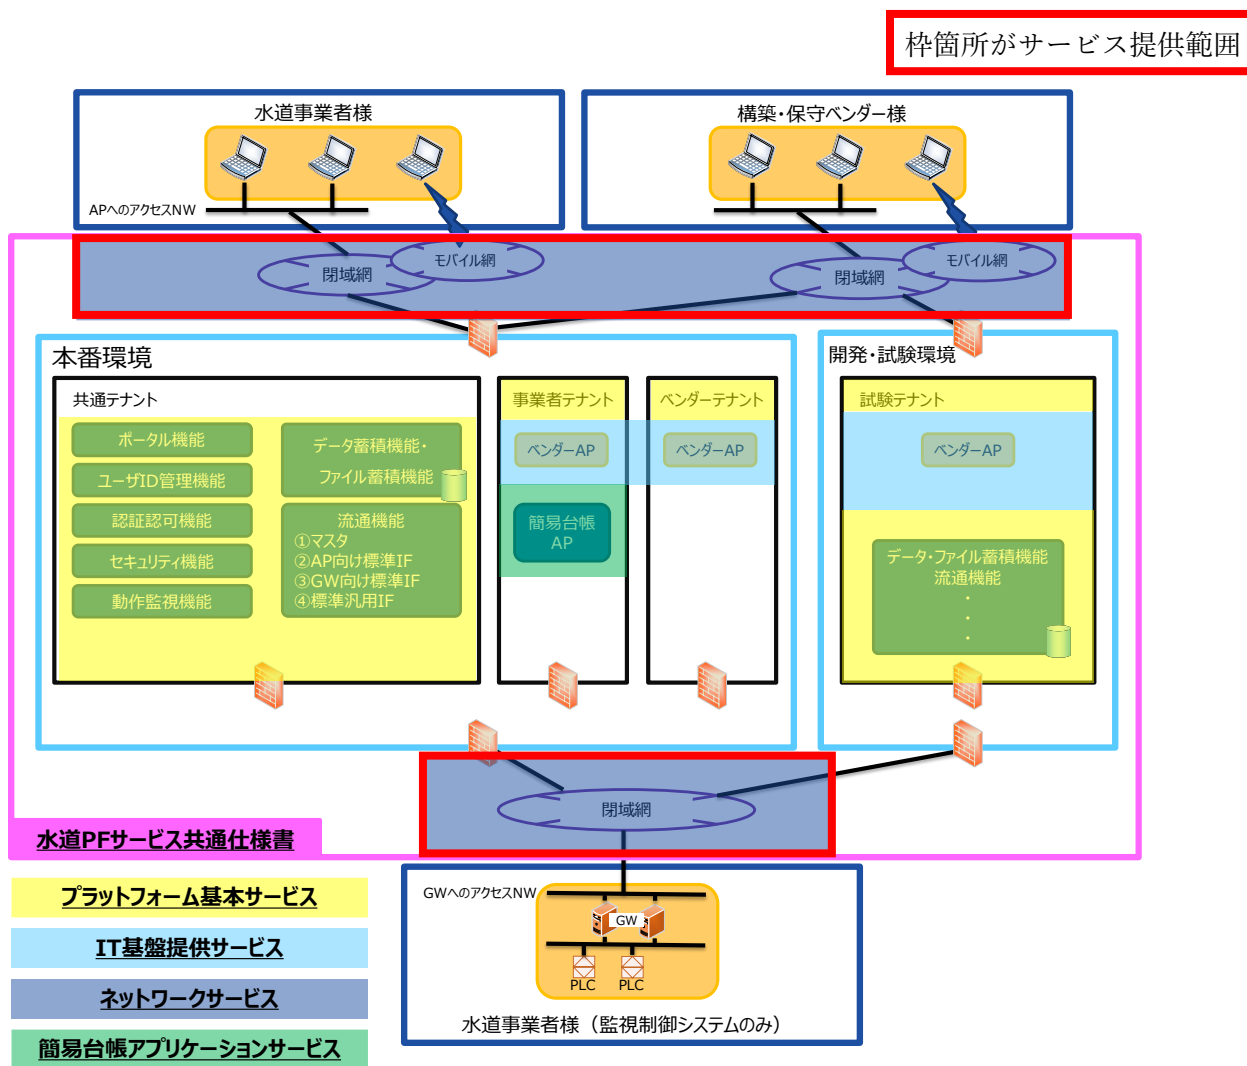 枠箇所がサービス提供範囲
水道事業者様
構築・保守ベンダー様
APへのアクセスNW
閉域網
モバイル網
閉域網
モバイル網
本番環境
開発・試験環境
共通テナント
事業者テナント
ベンダーテナント
試験テナント
ポータル機能
ユーザID管理機能
認証認可機能
セキュリティ機能
動作監視機能
データ蓄積機能・
ファイル蓄積機能
流通機能
①マスタ
②AP向け標準IF
③GW向け標準IF
④標準汎用IF
ベンダーAP
簡易台帳
AP
ベンダーAP
ベンダーAP
データ・ファイル蓄積機能
流通機能
・
・
・
閉域網
水道PFサービス共通仕様書
プラットフォーム基本サービス
IT基盤提供サービス
ネットワークサービス
簡易台帳アプリケーションサービス
GWへのアクセスNW
GW
PLC
PLC
水道事業者様（監視制御システムのみ）